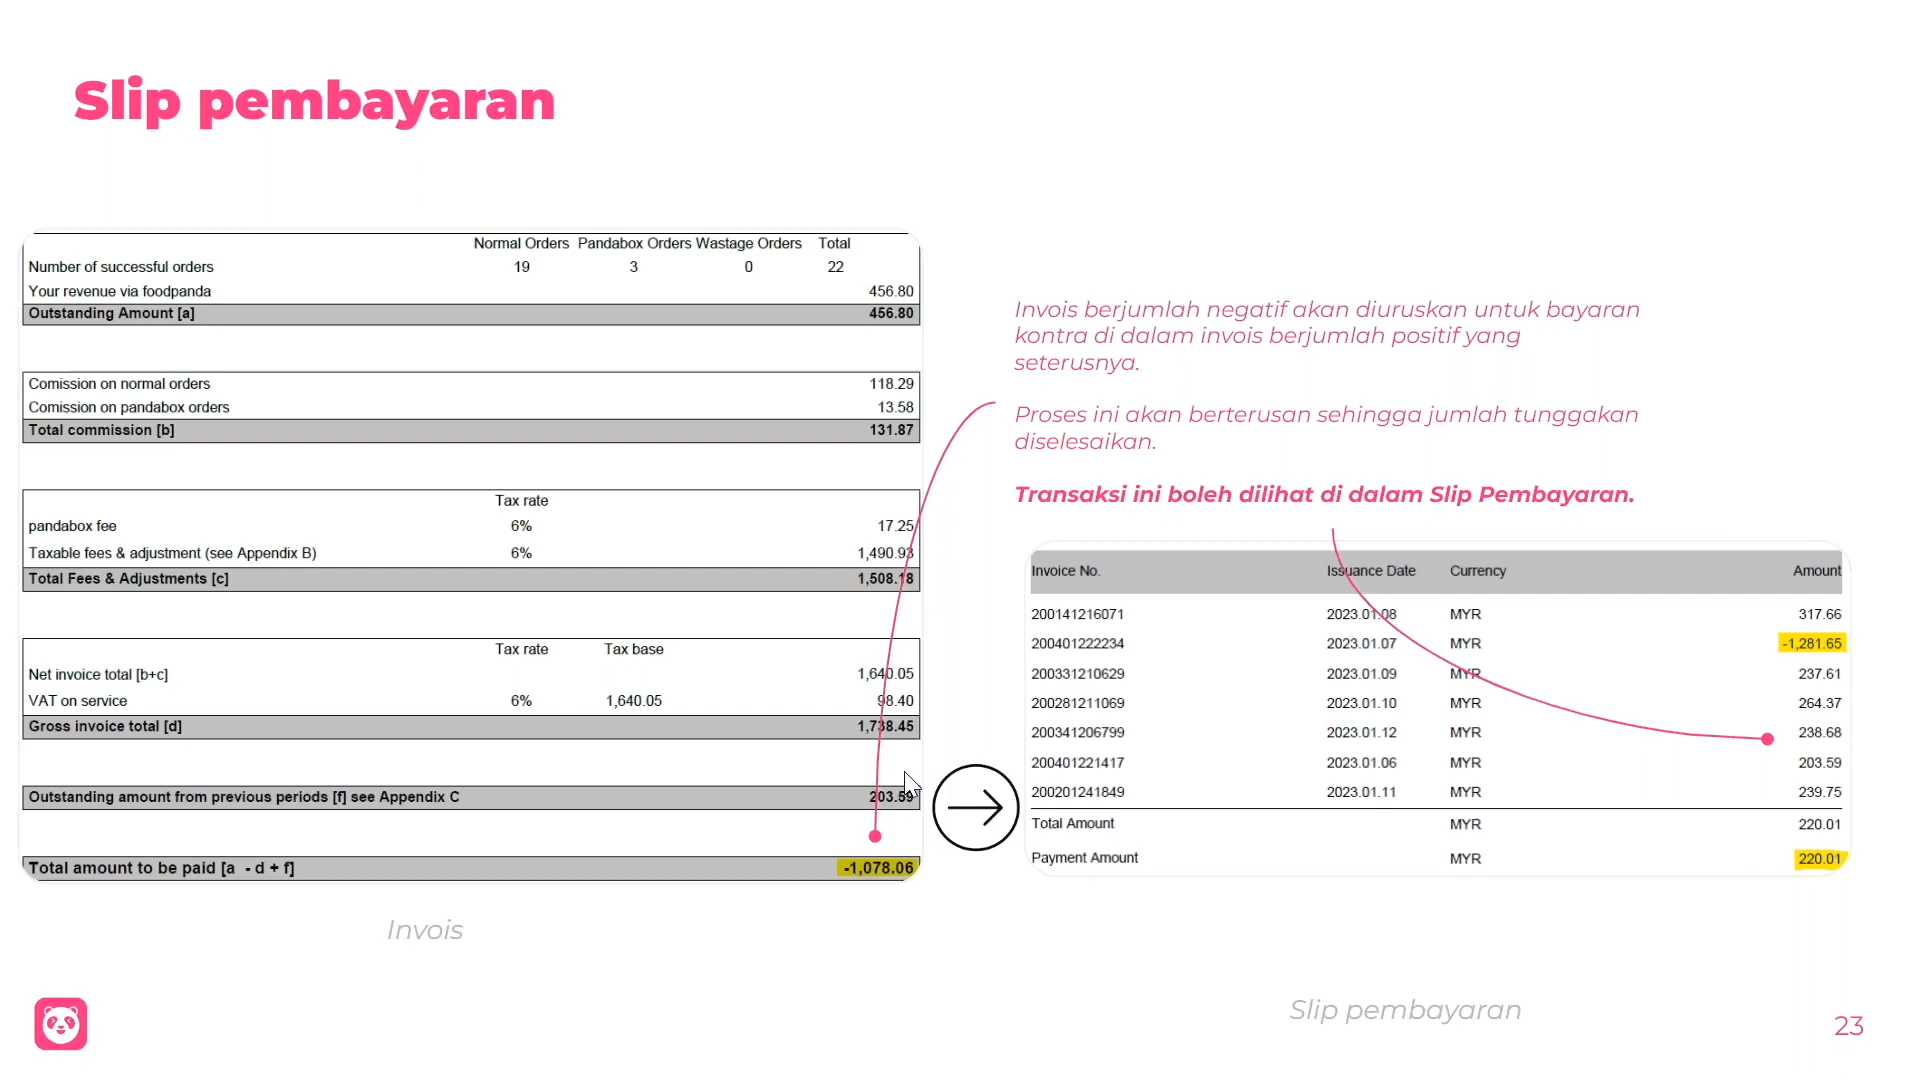 Slip pembayaran
Normal Orders Pandabox Orders Wastage Orders Total
Number of successful orders 19 3 0 22
Your revenue via foodpanda 456.80
Outstanding Amount [a] 456.80
Comission on normal orders 118.29
Comission on pandabox orders 13.58
Total commission [b] 131.87
Tax rate
pandabox fee 6% 17.25
Taxable fees & adjustment (see Appendix B) 6% 1,490.93
Total Fees & Adjustments [c] 1,508.18
Tax rate Tax base
Net invoice total [b+c] 1,640.05
VAT on service 6% 1,640.05 98.40
Gross invoice total [d] 1,738.45
Outstanding amount from previous periods [f] see Appendix C 203.59
Total amount to be paid [a - d + f] -1,078.06
Invois
Invois berjumlah negatif akan diuruskan untuk bayaran
kontra di dalam invois berjumlah positif yang
seterusnya.
Proses ini akan berterusan sehingga jumlah tunggakan
diselesaikan.
Transaksi ini boleh dilihat di dalam Slip Pembayaran.
Invoice No. Issuance Date Currency Amount
200141216071 2023.01.08 MYR 317.66
200401222234 2023.01.07 MYR -1,281.65
200331210629 2023.01.09 MYR 237.61
200281211069 2023.01.10 MYR 264.37
200341206799 2023.01.12 MYR 238.68
200401221417 2023.01.06 MYR 203.59
200201241849 2023.01.11 MYR 239.75
Total Amount MYR 220.01
Payment Amount MYR 220.01
Slip pembayaran
23